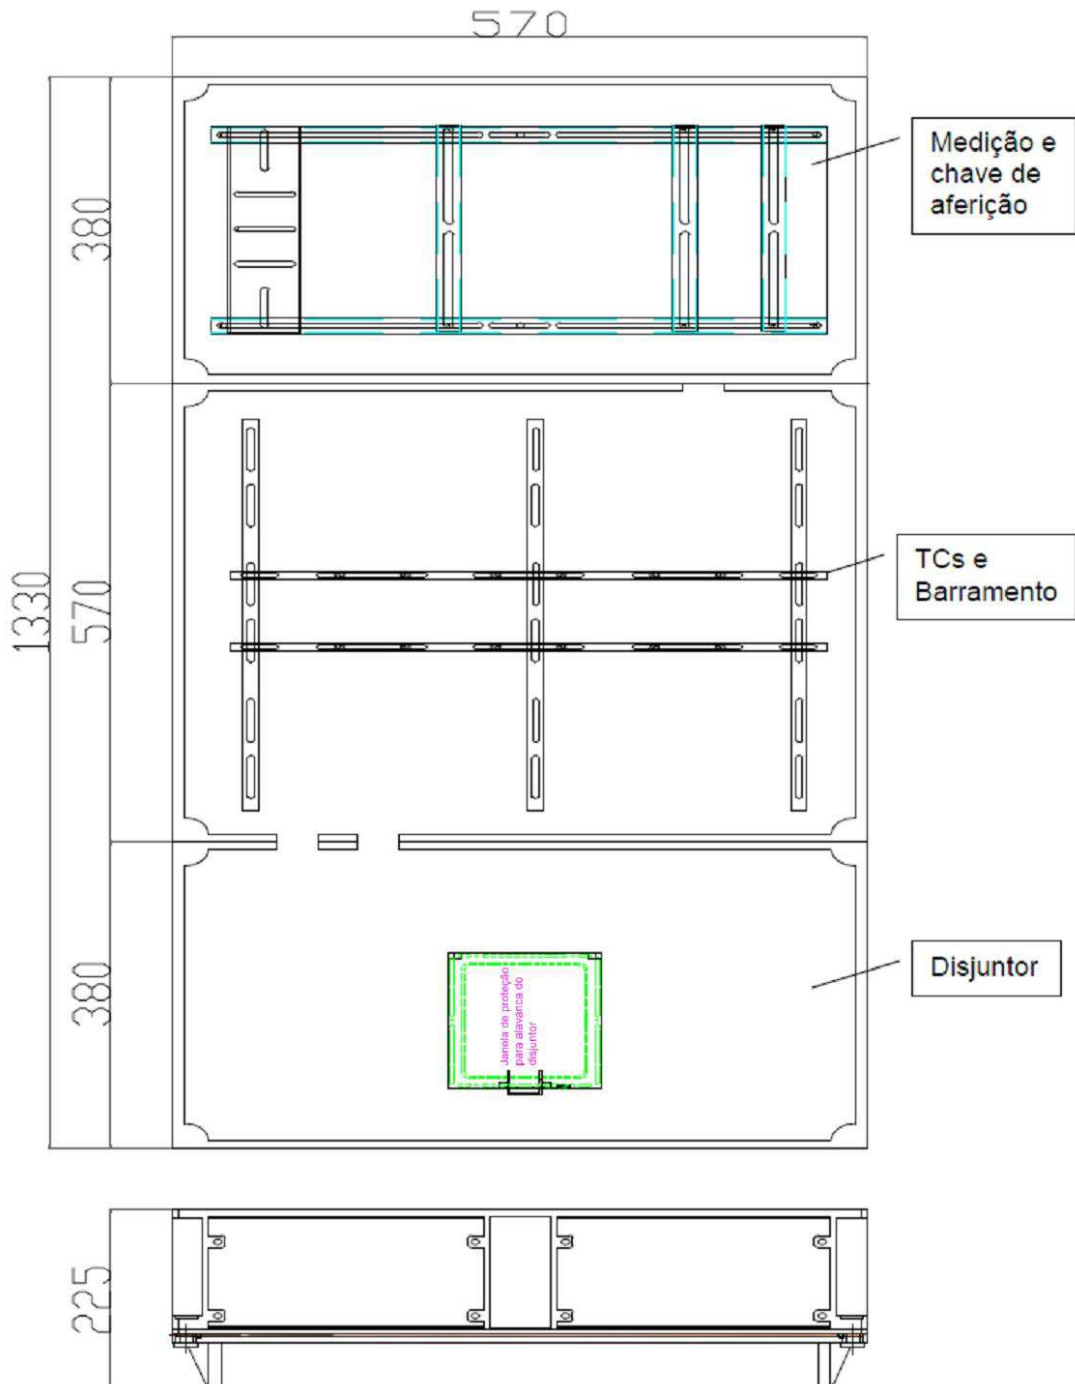 570
380
Medição e
chave de
aferição
1330
570
TCs e
Barramento
380
Disjuntor
Janela de proteção
para alavanca do
disjuntor
225